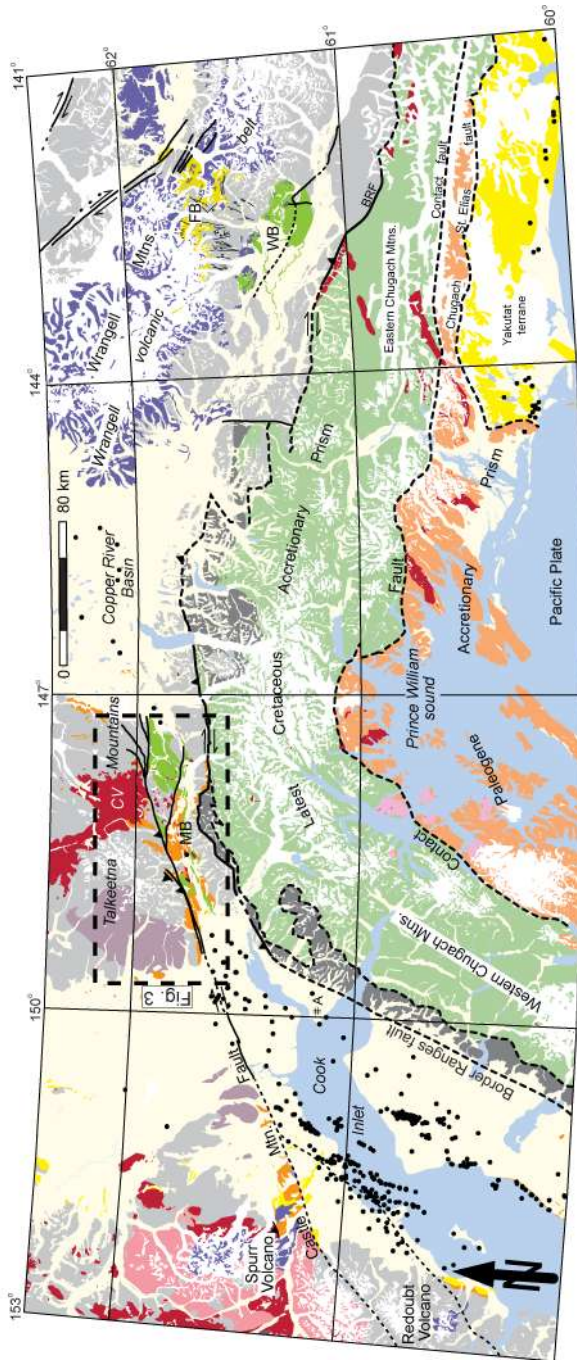 153°
150°
147°
144°
141°
62°
61°
60°
0
80 km
Talkeetna
Mountains
CV
MB
Fig. 3
Copper River
Basin
Wrangell
Wrangell
volcanic
Mtns.
belt
FB
WB
BRF
Spurr
Volcano
Redoubt
Volcano
Castle
Mtn.
Fault
Cook
Inlet
A
Border Ranges fault
Western Chugach Mtns.
Latest
Cretaceous
Accretionary
Prism
Eastern Chugach Mtns.
Contact
Fault
Contact fault
Chugach
St. Elias
fault
Yakutat
terrane
Prince William
sound
Paleogene
Accretionary
Prism
Pacific Plate
N